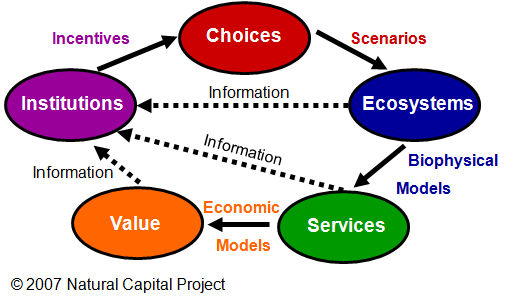 Incentives
Choices
Scenarios
Institutions
Information
Ecosystems
Information
Biophysical
Models
Information
Value
Economic
Models
Services
© 2007 Natural Capital Project